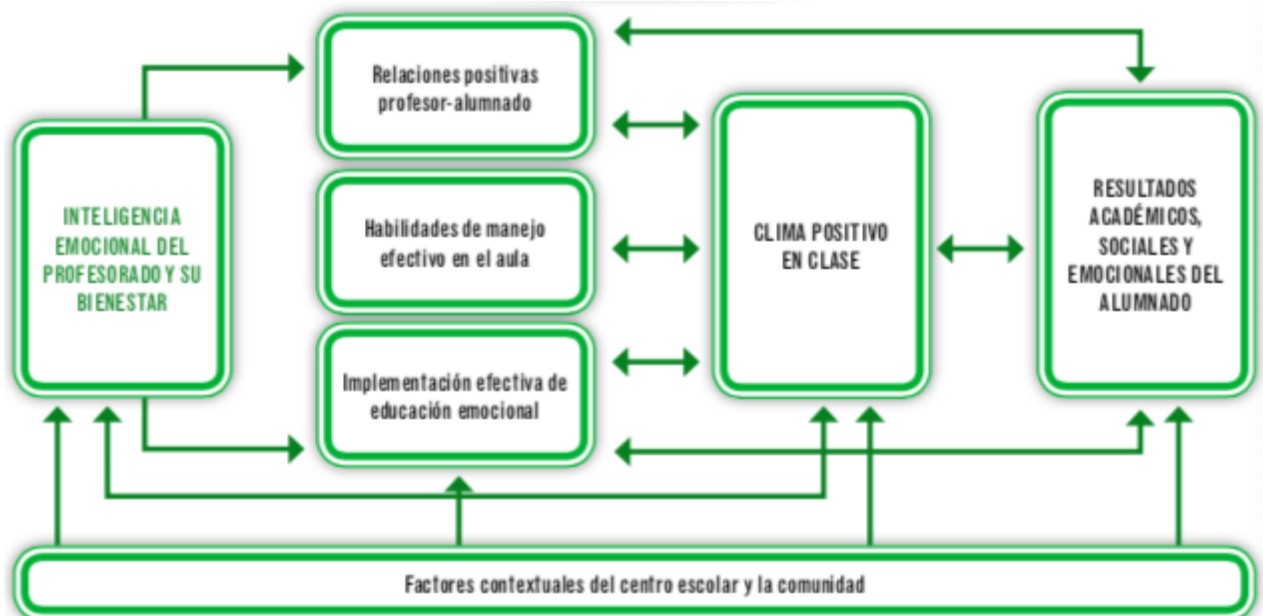 Relaciones positivas
profesor-alumnado
INTELIGENCIA
EMOCIONAL DEL
PROFESORADO Y SU
BIENESTAR
Habilidades de manejo
efectivo en el aula
Implementación efectiva de
educación emocional
CLIMA POSITIVO
EN CLASE
RESULTADOS
ACADÉMICOS,
SOCIALES Y
EMOCIONALES DEL
ALUMNADO
Factores contextuales del centro escolar y la comunidad